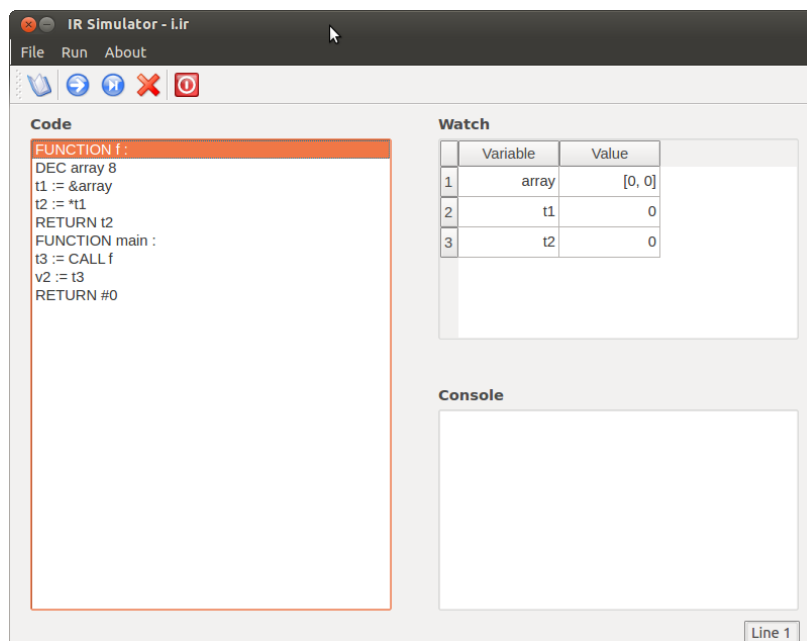 IR Simulator - i.ir
File Run About
Code
FUNCTION f :
DEC array 8
t1 := &array
t2 := *t1
RETURN t2
FUNCTION main :
t3 := CALL f
v2 := t3
RETURN #0
Watch
Variable Value
1 array [0, 0]
2 t1 0
3 t2 0
Console
Line 1